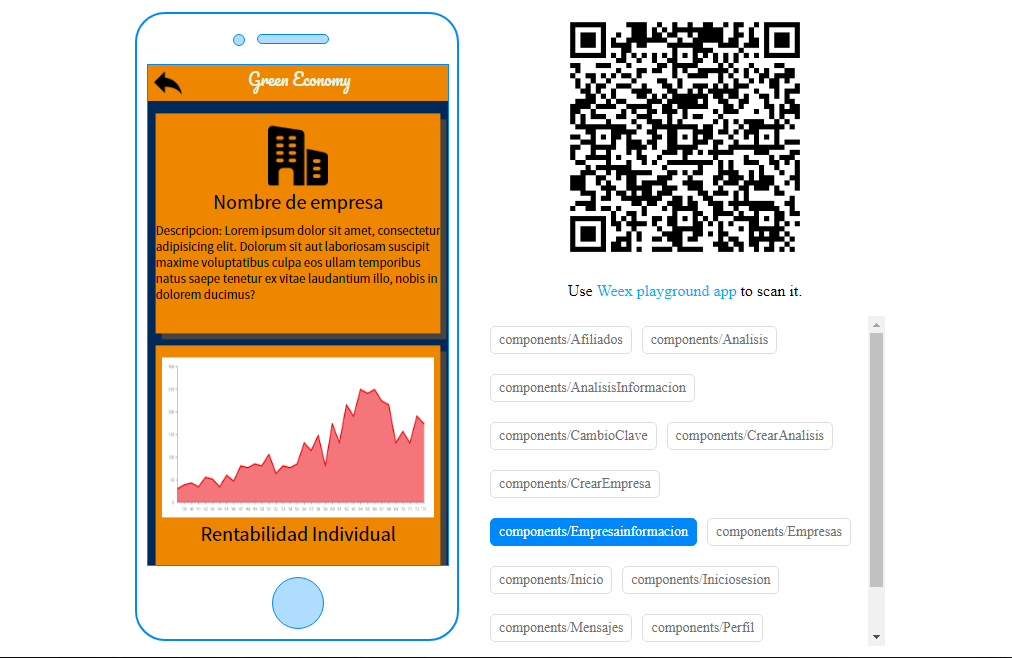 Green Economy
Nombre de empresa
Descripcion: Lorem ipsum dolor sit amet, consectetur
adipisicing elit. Dolorum sit aut laboriosam suscipit
maxime voluptatibus culpa eos ullam temporibus
natus saepe tenetur ex vitae laudantium illo, nobis in
dolorem ducimus?
Rentabilidad Individual
Use Weex playground app to scan it.
components/Afiliados components/Analisis
components/AnalisisInformacion
components/CambioClave components/CrearAnalisis
components/CrearEmpresa
components/Empresainformacion components/Empresas
components/Inicio components/Iniciosesion
components/Mensajes components/Perfil